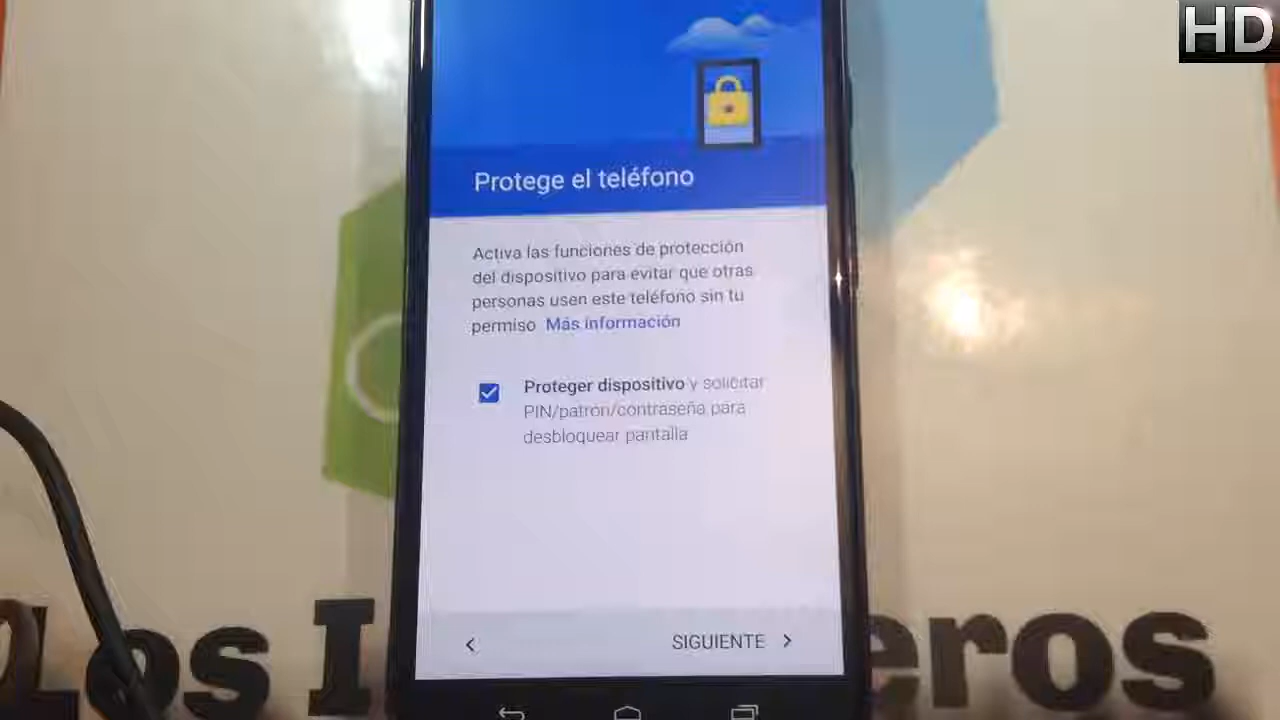 HD
Protege el teléfono
Activa las funciones de protección
del dispositivo para evitar que otras
personas usen este teléfono sin tu
permiso Más información
Proteger dispositivo y solicitar
PIN/patrón/contraseña para
desbloquear pantalla
SIGUIENTE
Los I eros